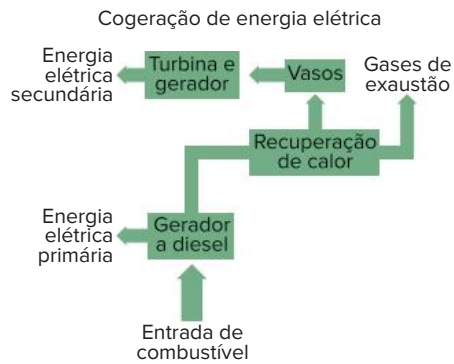 Cogeração de energia elétrica
Energia
elétrica
secundária
Turbina e
gerador
Vasos
Gases de
exaustão
Recuperação
de calor
Energia
elétrica
primária
Gerador
a diesel
Entrada de
combustível